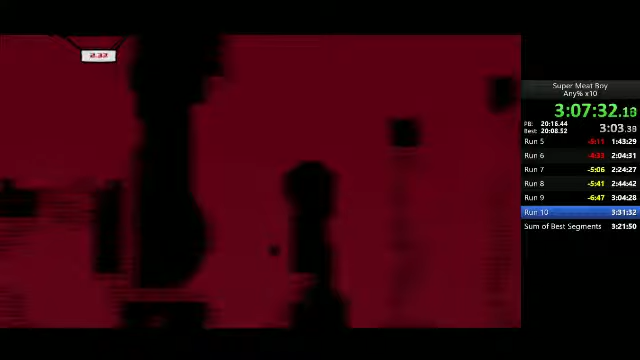 2.33
Super Meat Boy
Any% x10
3:07:32.18
PB: 20:16.44
Best: 20:08.52
3:03.38
Run 5 -5:11 1:43:29
Run 6 -4:33 2:04:31
Run 7 -5:06 2:24:27
Run 8 -5:41 2:44:42
Run 9 -6:47 3:04:28
Run 10 3:31:32
Sum of Best Segments 3:21:50